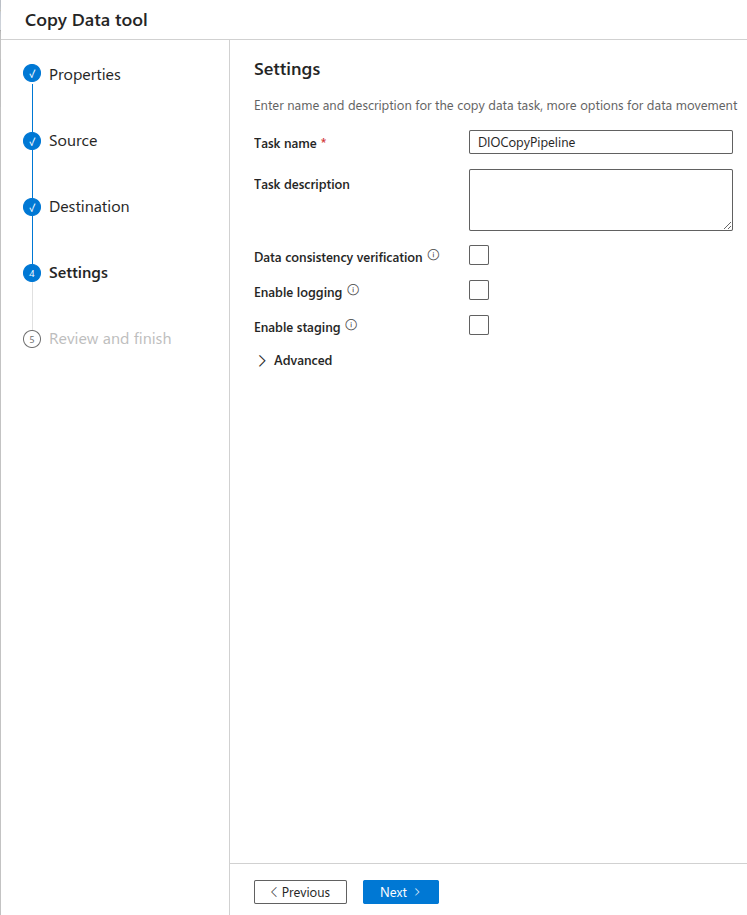 Copy Data tool
Properties
Source
Destination
4 Settings
5 Review and finish
Settings
Enter name and description for the copy data task, more options for data movement
Task name * DIOCopyPipeline
Task description
Data consistency verification
Enable logging
Enable staging
Advanced
Previous Next